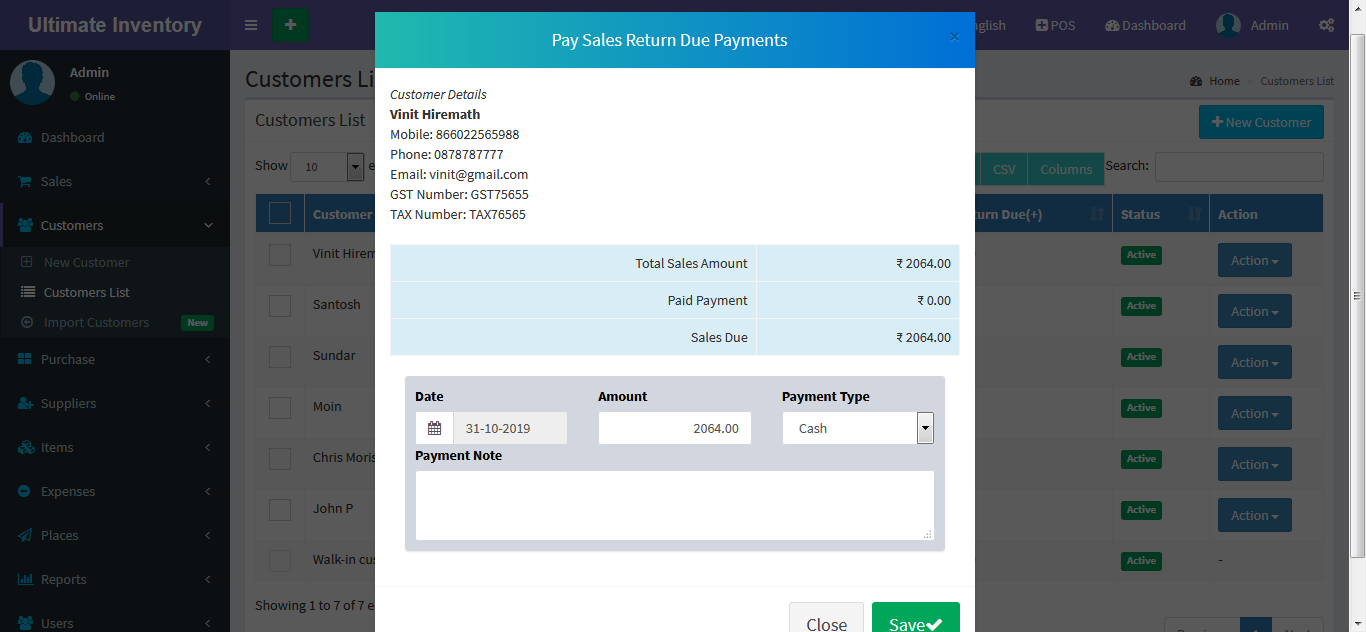 Ultimate Inventory
+
Pay Sales Return Due Payments
×
POS
Dashboard
Admin
Admin
Online
Customers
Home
Customers List
Customer Details
Vinit Hiremath
Mobile: 866022565988
Phone: 0878787777
Email: vinit@gmail.com
GST Number: GST75655
TAX Number: TAX76565
Customers List
New Customer
Show 10
CSV
Columns
Search:
Dashboard
Sales
Customers
New Customer
Customers List
Import Customers New
Purchase
Suppliers
Items
Expenses
Places
Reports
Users
Customer
Due(+)
Status
Action
Vinit
Active
Action
Santosh
Active
Action
Sundar
Active
Action
Moin
Active
Action
Chris
Active
Action
John P
Active
Action
Walk-in
Active
-
Total Sales Amount ₹ 2064.00
Paid Payment ₹ 0.00
Sales Due ₹ 2064.00
Date Amount Payment Type
31-10-2019 2064.00 Cash
Payment Note
Showing 1 to 7 of 7
Close
Save